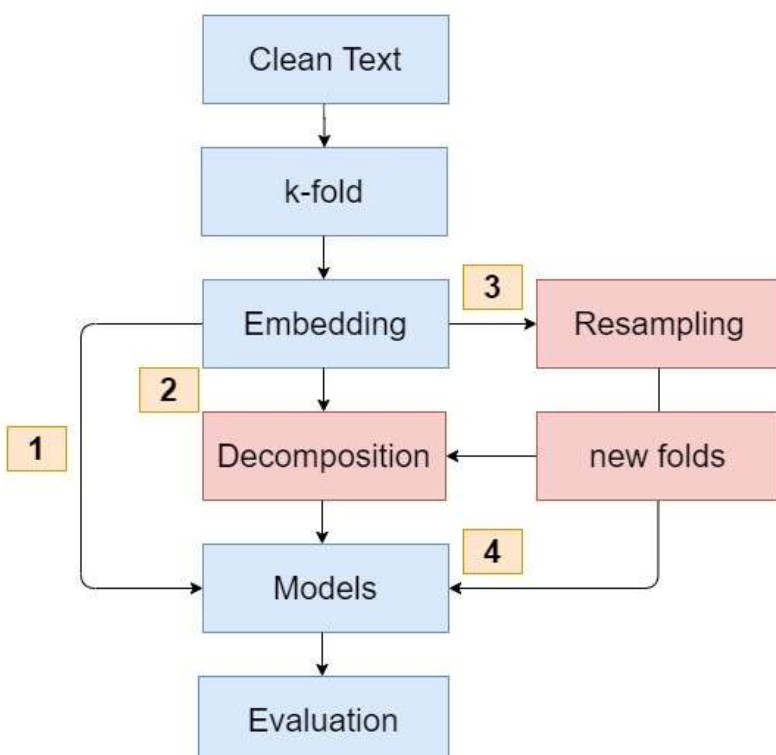 Clean Text
k-fold
3
Embedding
Resampling
2
1
Decomposition
new folds
4
Models
Evaluation